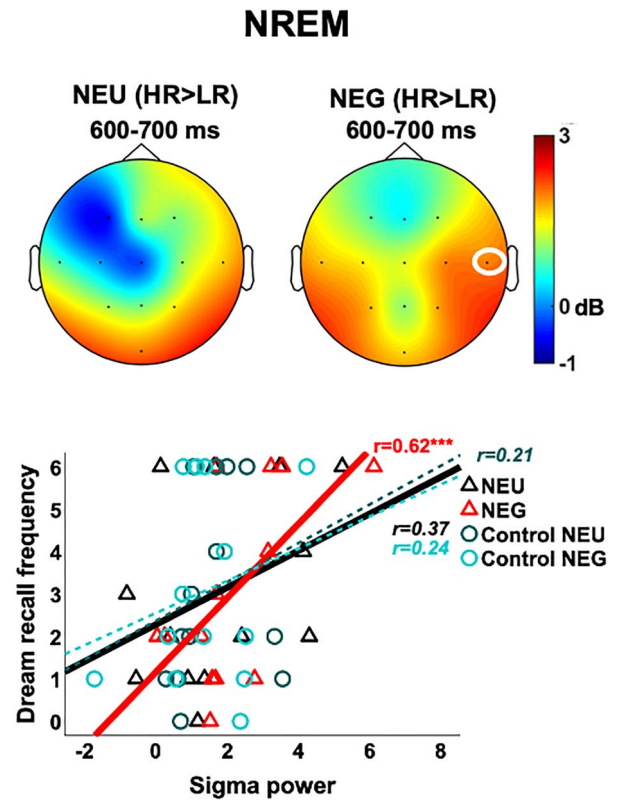 NREM
NEU (HR>LR)
600-700 ms
NEG (HR>LR)
600-700 ms
3
0 dB
-1
r=0.62***
r=0.21
NEU
NEG
r=0.37
Control NEU
r=0.24
Control NEG
Dream recall frequency
6
5
4
3
2
1
0
-2 0 2 4 6 8
Sigma power